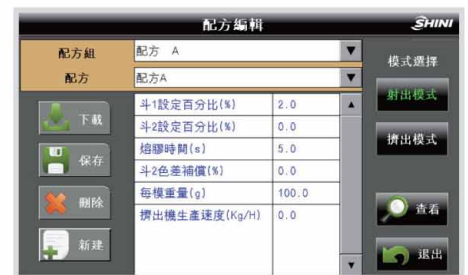 配方編輯
SHINI
配方組
配方 A
配方
配方A
下載
保存
刪除
新建
斗1設定百分比(%) 2.0
斗2設定百分比(%) 0.0
熔膠時間(s) 5.0
斗2色差補償(%) 0.0
每模重量(g) 100.0
擠出機生產速度(Kg/H) 0.0
模式選擇
射出模式
擠出模式
查看
退出